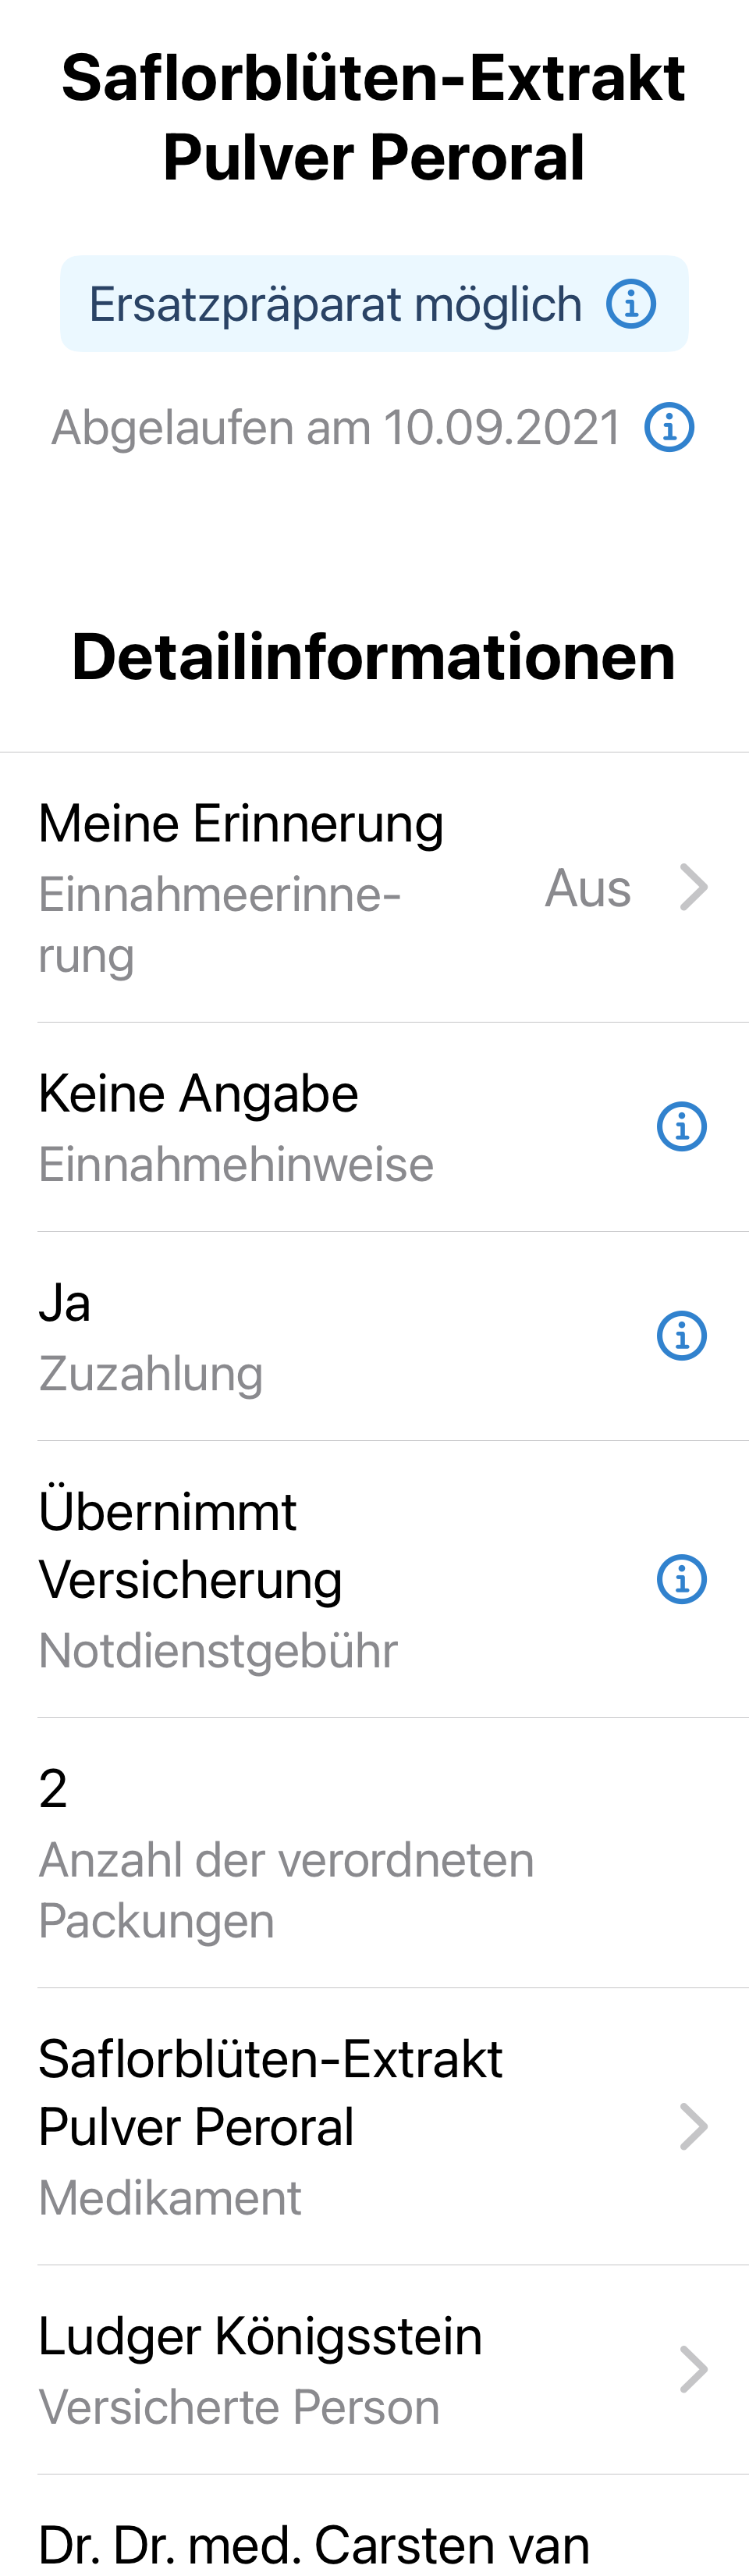 Saflorblüten-Extrakt
Pulver Peroral
Ersatzpräparat möglich
Abgelaufen am 10.09.2021
Detailinformationen
Meine Erinnerung
Einnahmeerinne-
rung
Aus
Keine Angabe
Einnahmehinweise
Ja
Zuzahlung
Übernimmt
Versicherung
Notdienstgebühr
2
Anzahl der verordneten
Packungen
Saflorblüten-Extrakt
Pulver Peroral
Medikament
Ludger Königsstein
Versicherte Person
Dr. Dr. med. Carsten van